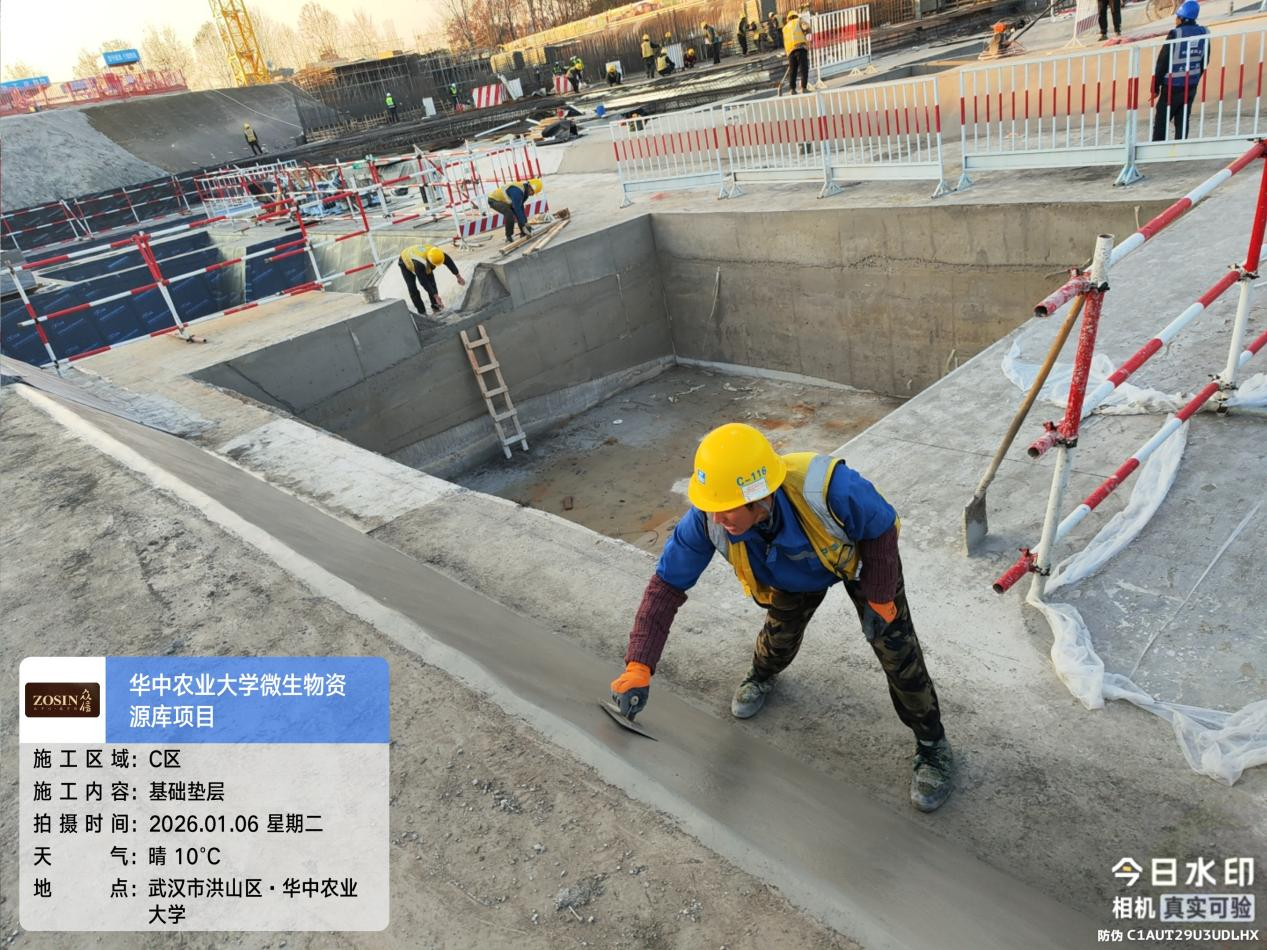 C-116
ZOSIN 众信
华中农业大学微生物资
源库项目
施工区域：C区
施工内容：基础垫层
拍摄时间：2026.01.06 星期二
天气：晴 10℃
地点：武汉市洪山区·华中农业
大学
今日水印
相机 真实可验
防伪 C1AUT29U3UDLHX